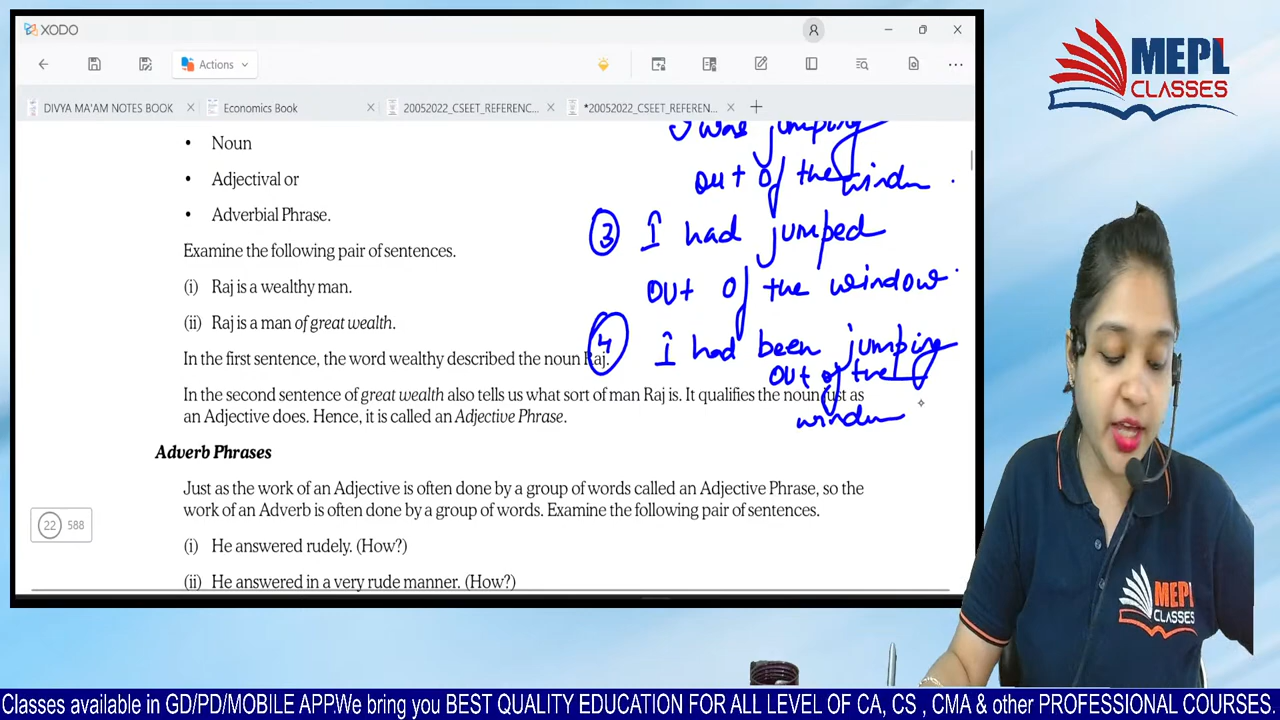 XODO
Actions
DIVYA MA'AM NOTES BOOK
Economics Book
20052022_CSEET_REFERENC...
*20052022_CSEET_REFEREN...
MEPL
CLASSES
• Noun
• Adjectival or
• Adverbial Phrase.
Examine the following pair of sentences.
(i) Raj is a wealthy man.
(ii) Raj is a man of great wealth.
In the first sentence, the word wealthy described the noun Raj.
In the second sentence of great wealth also tells us what sort of man Raj is. It qualifies the noun just as
an Adjective does. Hence, it is called an Adjective Phrase.
Adverb Phrases
Just as the work of an Adjective is often done by a group of words called an Adjective Phrase, so the
work of an Adverb is often done by a group of words. Examine the following pair of sentences.
(i) He answered rudely. (How?)
(ii) He answered in a very rude manner. (How?)
22 588
I was jumping
out of the window.
3 I had jumped
out of the window.
4 I had been jumping
out of the
window
MEPL
CLASSES
Classes available in GD/PD/MOBILE APP.We bring you BEST QUALITY EDUCATION FOR ALL LEVEL OF CA, CS , CMA & other PROFESSIONAL COURSES.